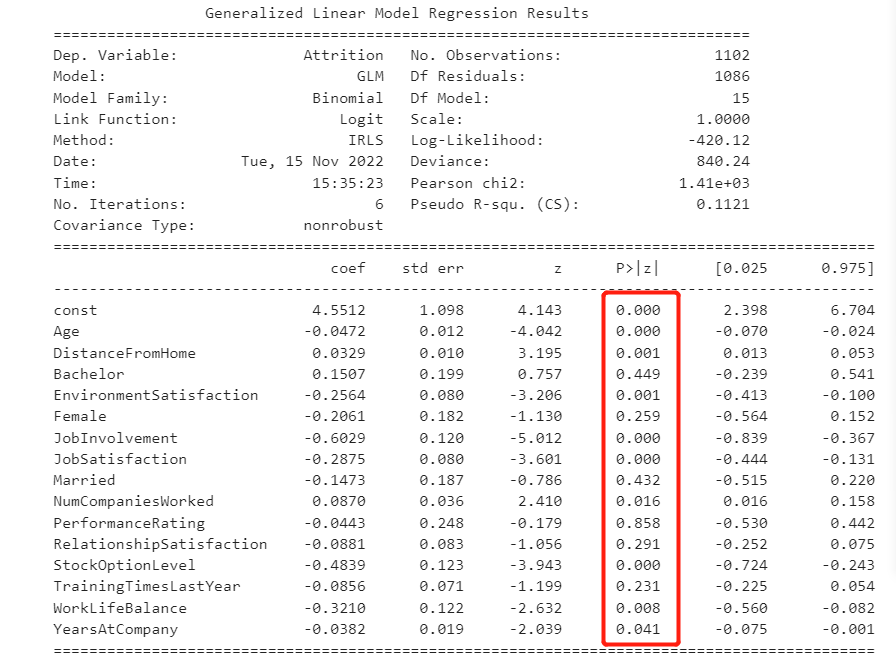 Generalized Linear Model Regression Results
==============================================================================
Dep. Variable: Attrition No. Observations: 1102
Model: GLM Df Residuals: 1086
Model Family: Binomial Df Model: 15
Link Function: Logit Scale: 1.0000
Method: IRLS Log-Likelihood: -420.12
Date: Tue, 15 Nov 2022 Deviance: 840.24
Time: 15:35:23 Pearson chi2: 1.41e+03
No. Iterations: 6 Pseudo R-squ. (CS): 0.1121
Covariance Type: nonrobust
============================================================================================
coef std err z P>|z| [0.025 0.975]
--------------------------------------------------------------------------------------------
const 4.5512 1.098 4.143 0.000 2.398 6.704
Age -0.0472 0.012 -4.042 0.000 -0.070 -0.024
DistanceFromHome 0.0329 0.010 3.195 0.001 0.013 0.053
Bachelor 0.1507 0.199 0.757 0.449 -0.239 0.541
EnvironmentSatisfaction -0.2564 0.080 -3.206 0.001 -0.413 -0.100
Female -0.2061 0.182 -1.130 0.259 -0.564 0.152
JobInvolvement -0.6029 0.120 -5.012 0.000 -0.839 -0.367
JobSatisfaction -0.2875 0.080 -3.601 0.000 -0.444 -0.131
Married -0.1473 0.187 -0.786 0.432 -0.515 0.220
NumCompaniesWorked 0.0870 0.036 2.410 0.016 0.016 0.158
PerformanceRating -0.0443 0.248 -0.179 0.858 -0.530 0.442
RelationshipSatisfaction -0.0881 0.083 -1.056 0.291 -0.252 0.075
StockOptionLevel -0.4839 0.123 -3.943 0.000 -0.724 -0.243
TrainingTimesLastYear -0.0856 0.071 -1.199 0.231 -0.225 0.054
WorkLifeBalance -0.3210 0.122 -2.632 0.008 -0.560 -0.082
YearsAtCompany -0.0382 0.019 -2.039 0.041 -0.075 -0.001
============================================================================================